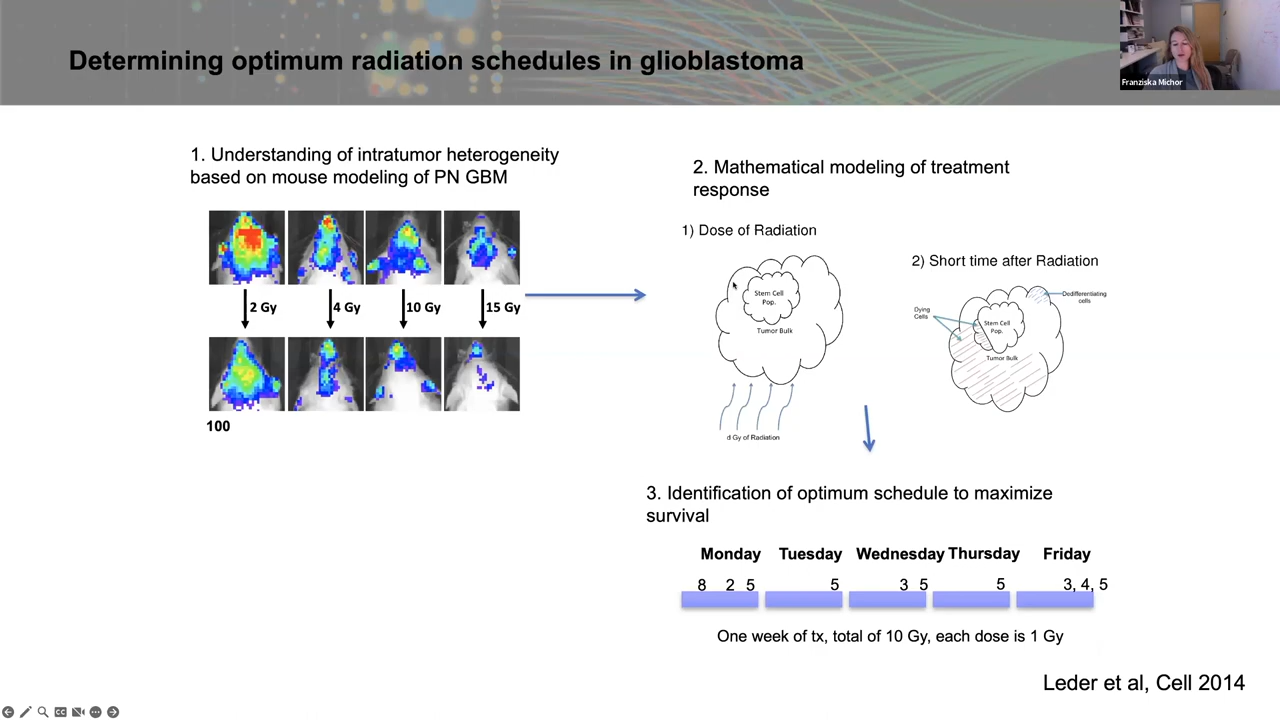 Determining optimum radiation schedules in glioblastoma
Franziska Michor
1. Understanding of intratumor heterogeneity
based on mouse modeling of PN GBM
2 Gy
4 Gy
10 Gy
15 Gy
100
2. Mathematical modeling of treatment
response
1) Dose of Radiation
Stem Cell
Pop.
Tumor Bulk
d Gy of Radiation
2) Short time after Radiation
Dedifferentiating
cells
Dying
Cells
Stem Cell
Pop.
Tumor Bulk
3. Identification of optimum schedule to maximize
survival
Monday Tuesday Wednesday Thursday Friday
8 2 5 5 3 5 5 3, 4, 5
One week of tx, total of 10 Gy, each dose is 1 Gy
Leder et al, Cell 2014
CC